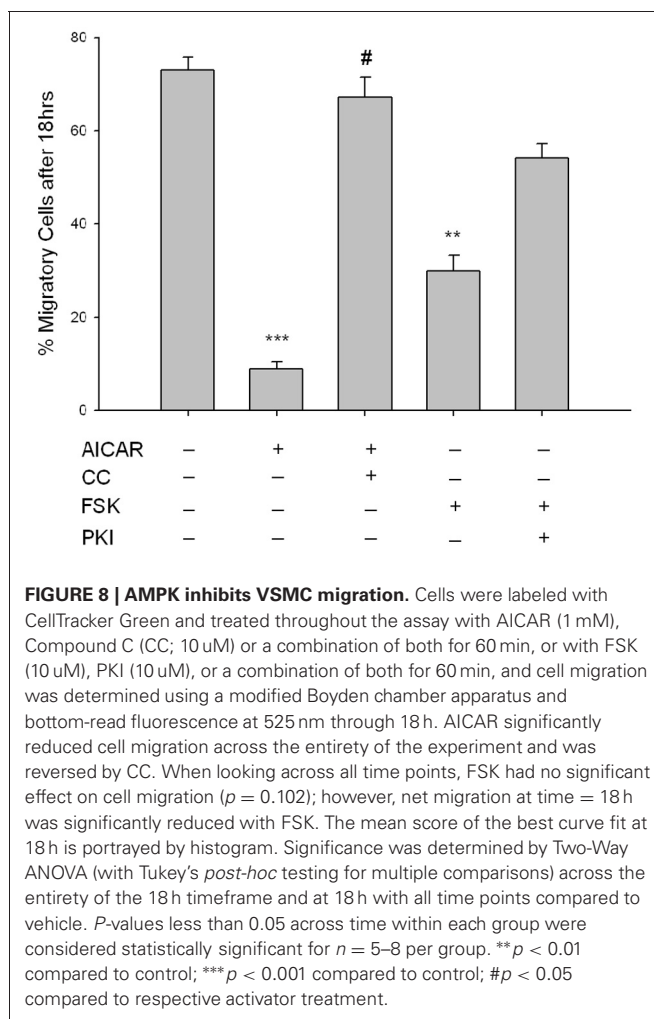 80
#
% Migratory Cells after 18hrs
60
40
**
20
***
0
AICAR – + + – –
CC – – + – –
FSK – – – + +
PKI – – – – +
FIGURE 8 | AMPK inhibits VSMC migration. Cells were labeled with
CellTracker Green and treated throughout the assay with AICAR (1 mM),
Compound C (CC; 10 uM) or a combination of both for 60 min, or with FSK
(10 uM), PKI (10 uM), or a combination of both for 60 min, and cell migration
was determined using a modified Boyden chamber apparatus and
bottom-read fluorescence at 525 nm through 18 h. AICAR significantly
reduced cell migration across the entirety of the experiment and was
reversed by CC. When looking across all time points, FSK had no significant
effect on cell migration (p = 0.102); however, net migration at time = 18 h
was significantly reduced with FSK. The mean score of the best curve fit at
18 h is portrayed by histogram. Significance was determined by Two-Way
ANOVA (with Tukey's post-hoc testing for multiple comparisons) across the
entirety of the 18 h timeframe and at 18 h with all time points compared to
vehicle. P-values less than 0.05 across time within each group were
considered statistically significant for n = 5–8 per group. **p < 0.01
compared to control; ***p < 0.001 compared to control; #p < 0.05
compared to respective activator treatment.